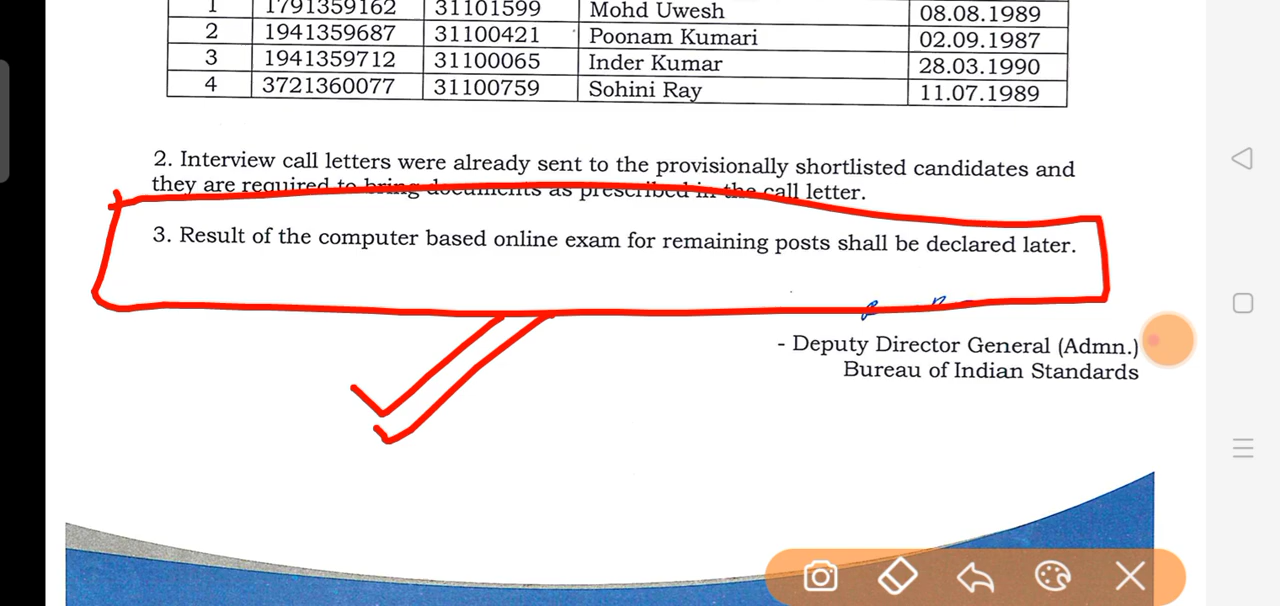 1 1791359162 31101599 Mohd Uwesh 08.08.1989
2 1941359687 31100421 Poonam Kumari 02.09.1987
3 1941359712 31100065 Inder Kumar 28.03.1990
4 3721360077 31100759 Sohini Ray 11.07.1989
2. Interview call letters were already sent to the provisionally shortlisted candidates and
they are required to bring documents as prescribed in the call letter.
3. Result of the computer based online exam for remaining posts shall be declared later.
- Deputy Director General (Admn.)
Bureau of Indian Standards